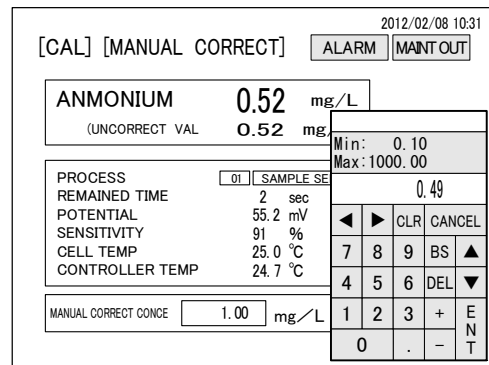 2012/02/08 10:31
[CAL] [MANUAL CORRECT] ALARM MAINT OUT
ANMONIUM 0.52 mg/L
(UNCORRECT VAL 0.52 mg/
Min: 0.10
Max:1000.00
0.49
◀ ▶ CLR CANCEL
7 8 9 BS ▲
4 5 6 DEL ▼
1 2 3 + ENT
0 . −
PROCESS 01 SAMPLE SE
REMAINED TIME 2 sec
POTENTIAL 55.2 mV
SENSITIVITY 91 %
CELL TEMP 25.0 °C
CONTROLLER TEMP 24.7 °C
MANUAL CORRECT CONCE 1.00 mg/L